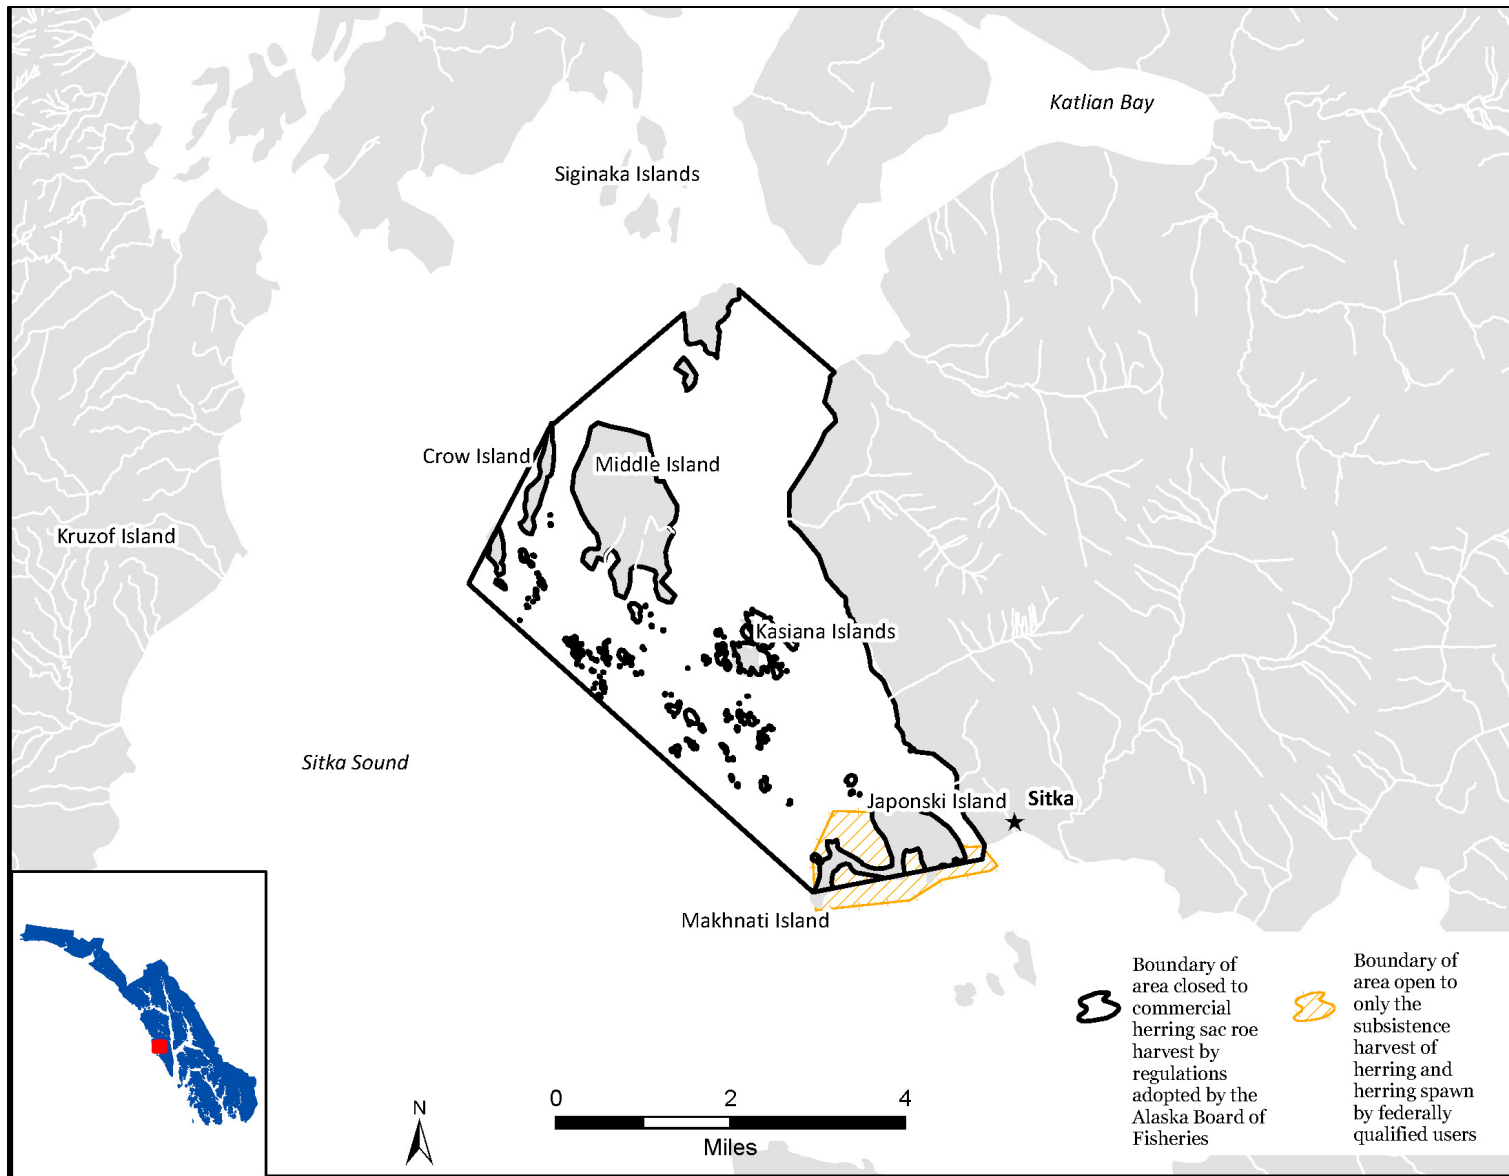 Katlian Bay
Siginaka Islands
Crow Island
Middle Island
Kruzof Island
Kasiana Islands
Sitka Sound
Japonski Island
Sitka
Makhnati Island
Boundary of
area closed to
commercial
herring sac roe
harvest by
regulations
adopted by the
Alaska Board of
Fisheries
Boundary of
area open to
only the
subsistence
harvest of
herring and
herring spawn
by federally
qualified users
N
0 2 4
Miles